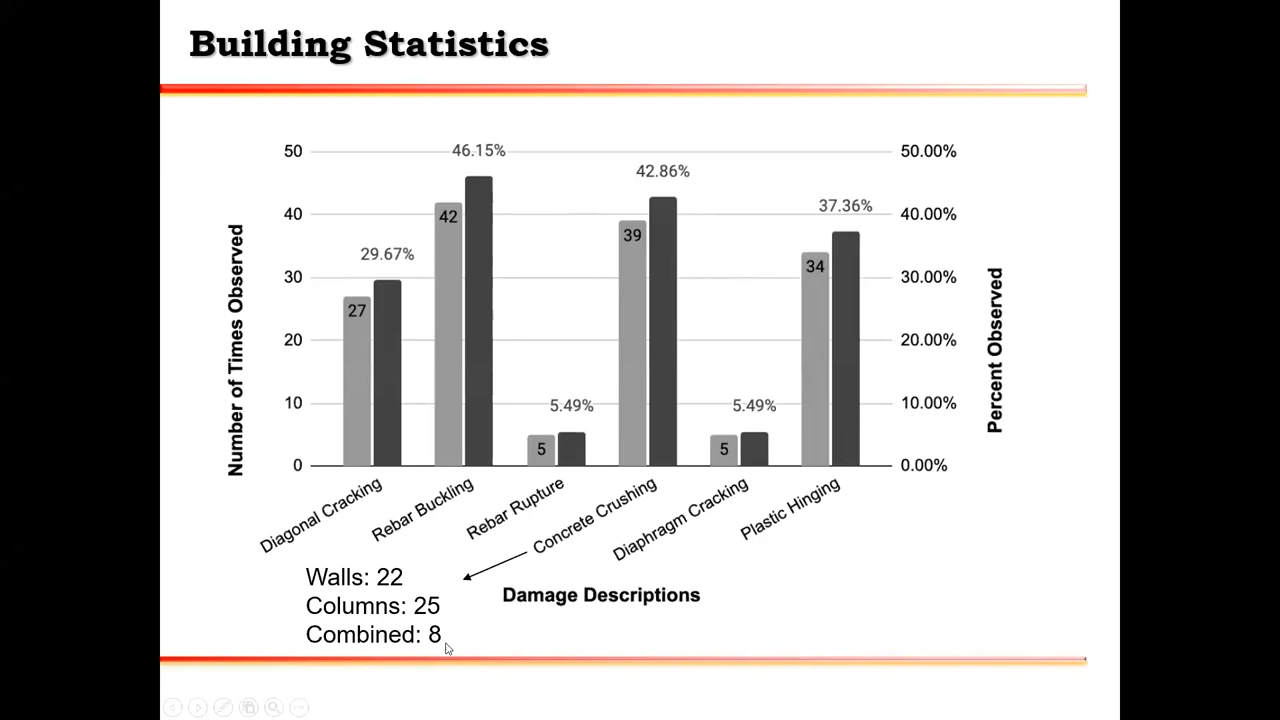 Building Statistics
50
40
30
20
10
0
Number of Times Observed
50.00%
40.00%
30.00%
20.00%
10.00%
0.00%
Percent Observed
27
29.67%
42
46.15%
5
5.49%
39
42.86%
5
5.49%
34
37.36%
Diagonal Cracking
Rebar Buckling
Rebar Rupture
Concrete Crushing
Diaphragm Cracking
Plastic Hinging
Damage Descriptions
Walls: 22
Columns: 25
Combined: 8